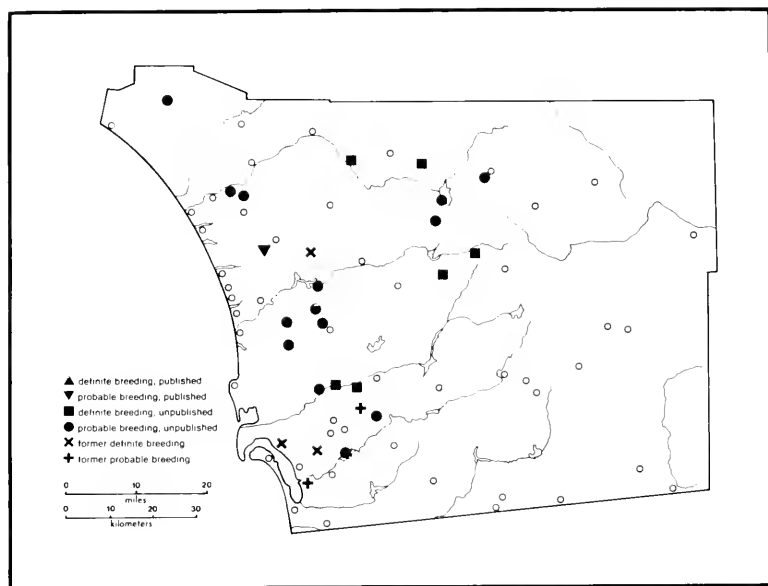 definite breeding, published
probable breeding, published
definite breeding, unpublished
probable breeding, unpublished
former definite breeding
former probable breeding
0 10 20
miles
0 10 20 30
kilometers